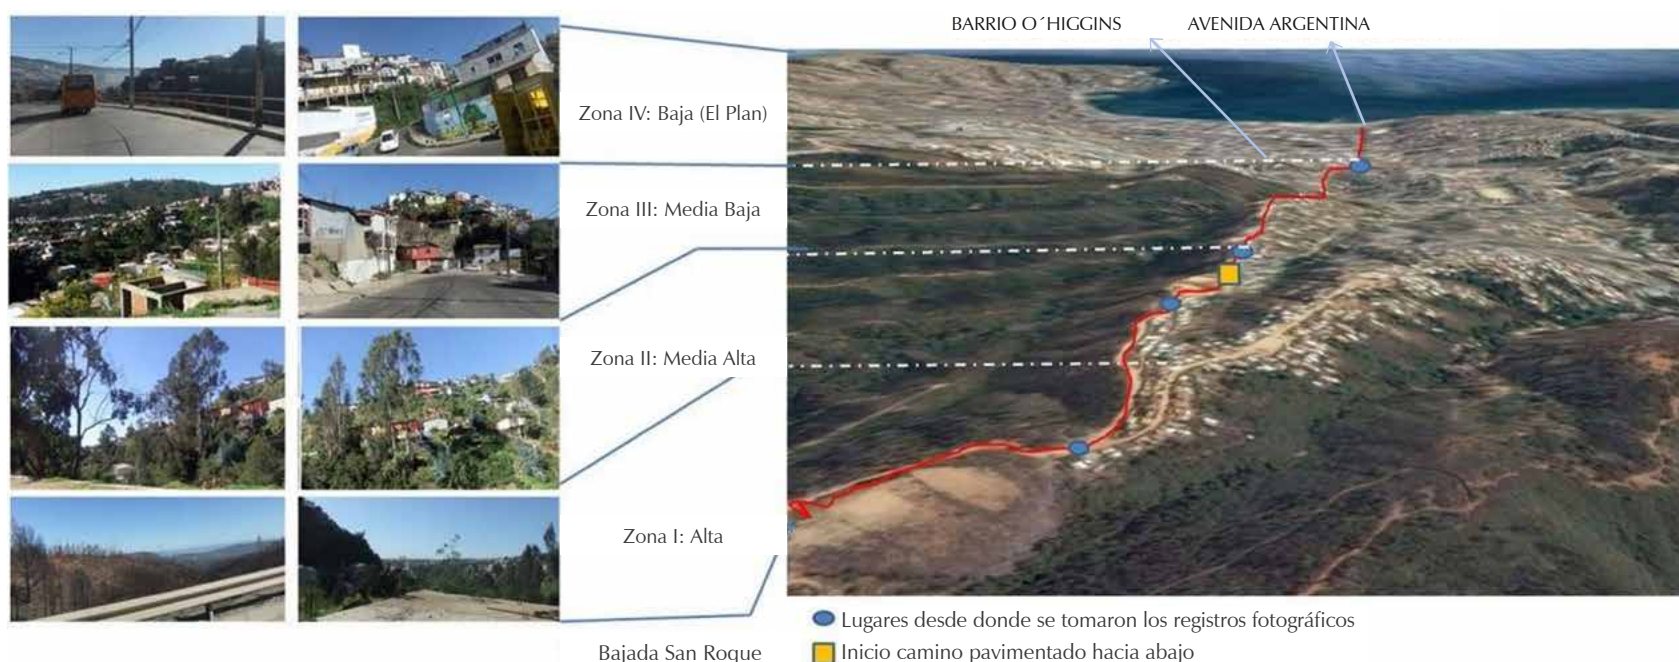 BARRIO O´HIGGINS
AVENIDA ARGENTINA
Zona IV: Baja (El Plan)
Zona III: Media Baja
Zona II: Media Alta
Zona I: Alta
Bajada San Roque
Lugares desde donde se tomaron los registros fotográficos
Inicio camino pavimentado hacia abajo